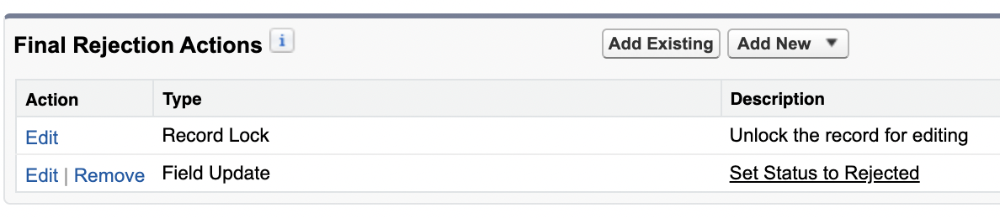 Final Rejection Actions i Add Existing Add New
Action Type Description
Edit Record Lock Unlock the record for editing
Edit | Remove Field Update Set Status to Rejected